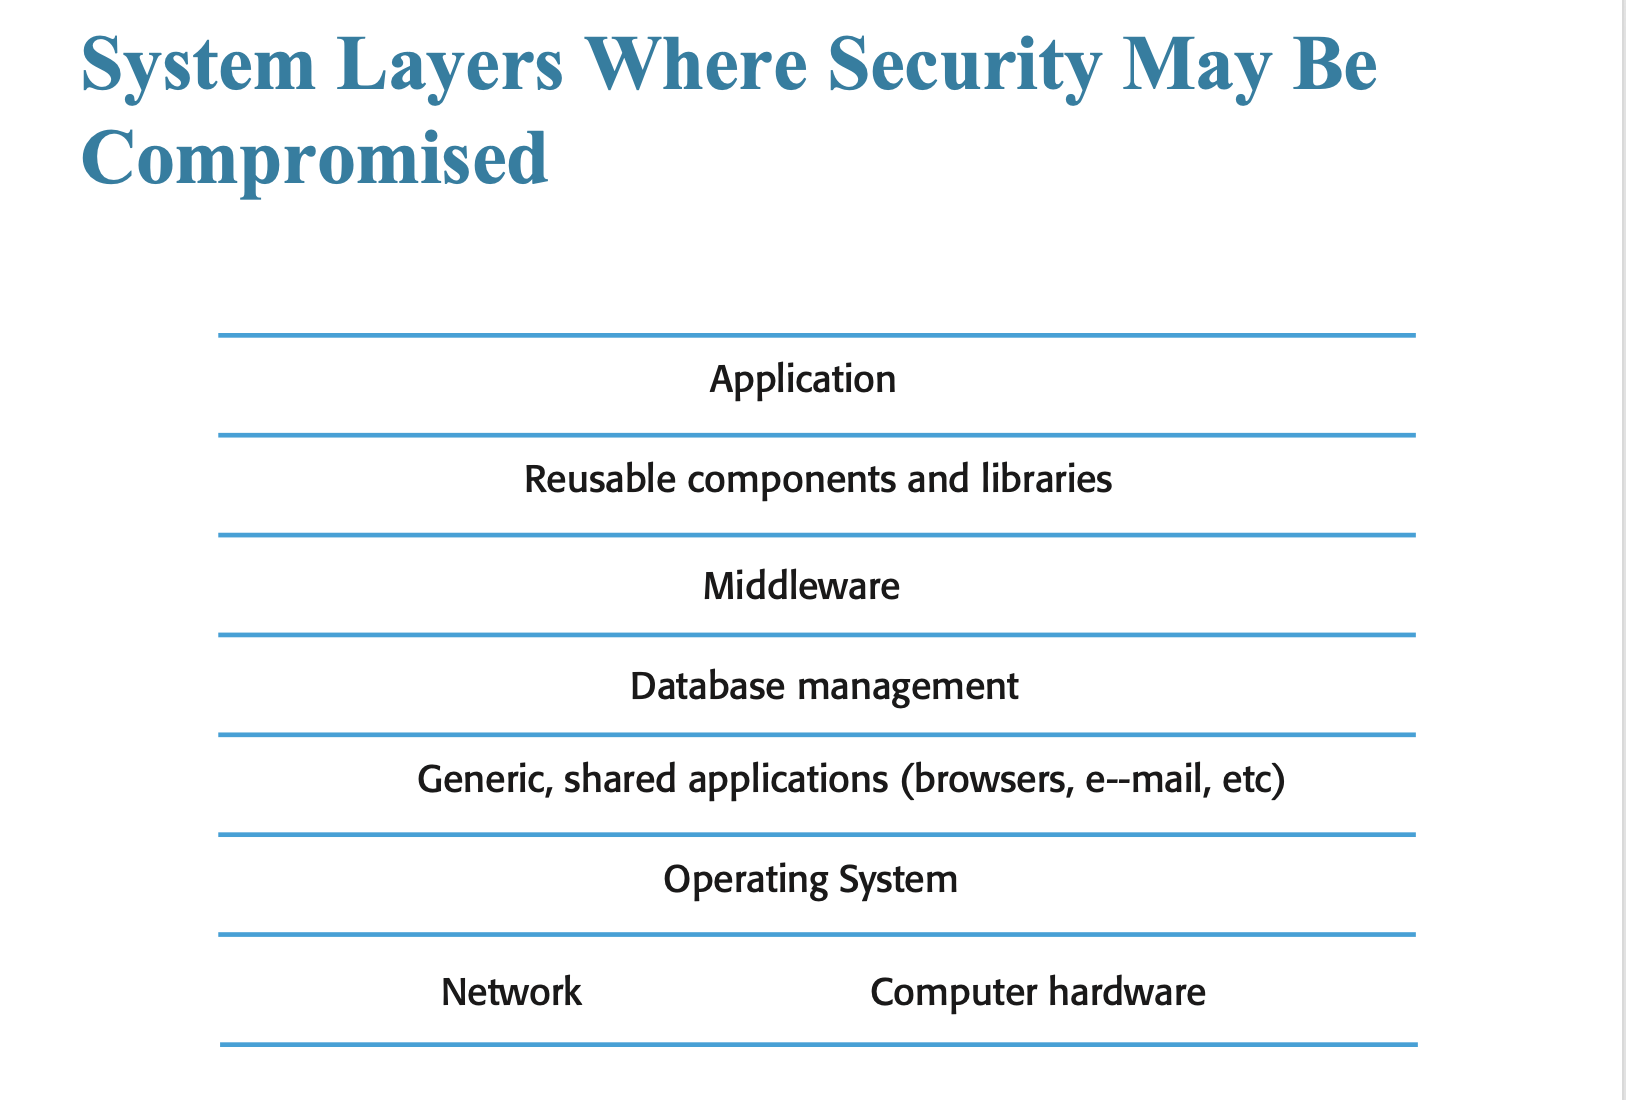 System Layers Where Security May Be
Compromised
Application
Reusable components and libraries
Middleware
Database management
Generic, shared applications (browsers, e--mail, etc)
Operating System
Network Computer hardware